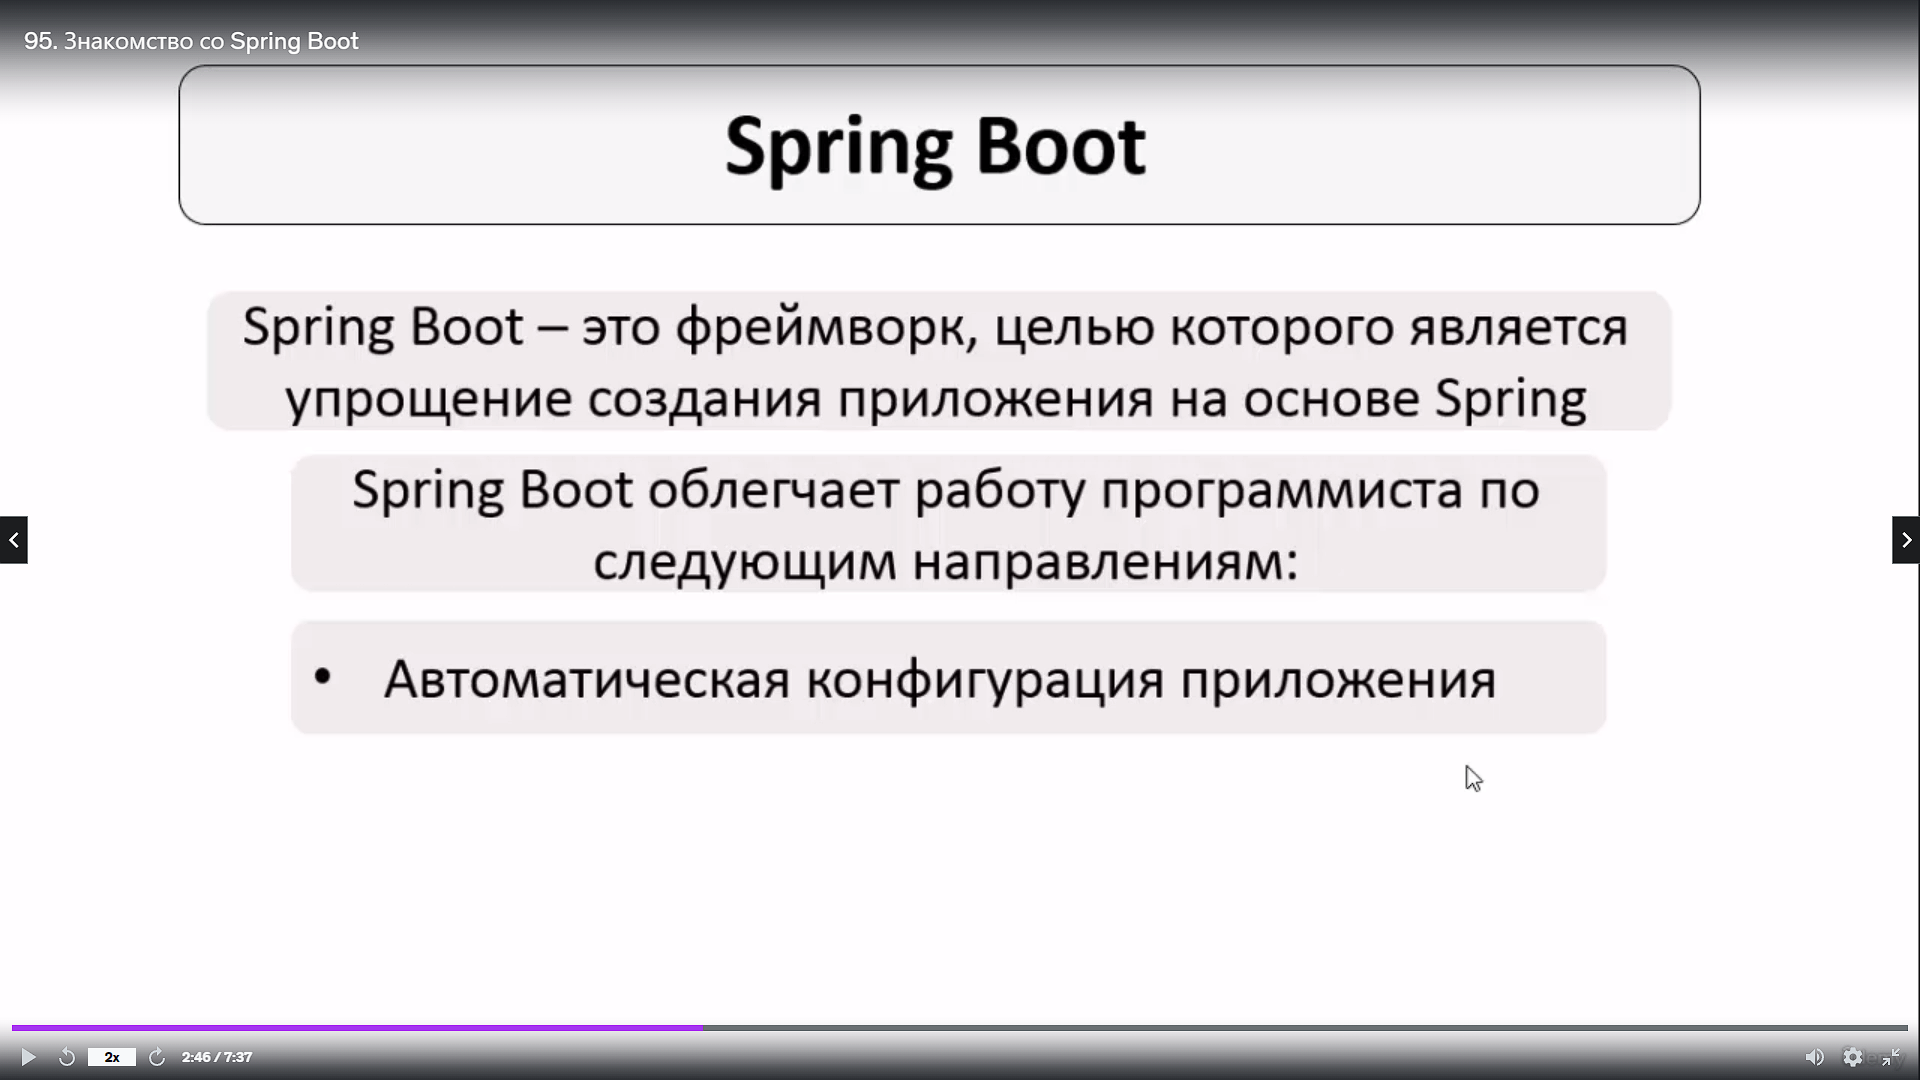 95. Знакомство со Spring Boot
Spring Boot
Spring Boot – это фреймворк, целью которого является
упрощение создания приложения на основе Spring
Spring Boot облегчает работу программиста по
следующим направлениям:
• Автоматическая конфигурация приложения
2x
2:46 / 7:37